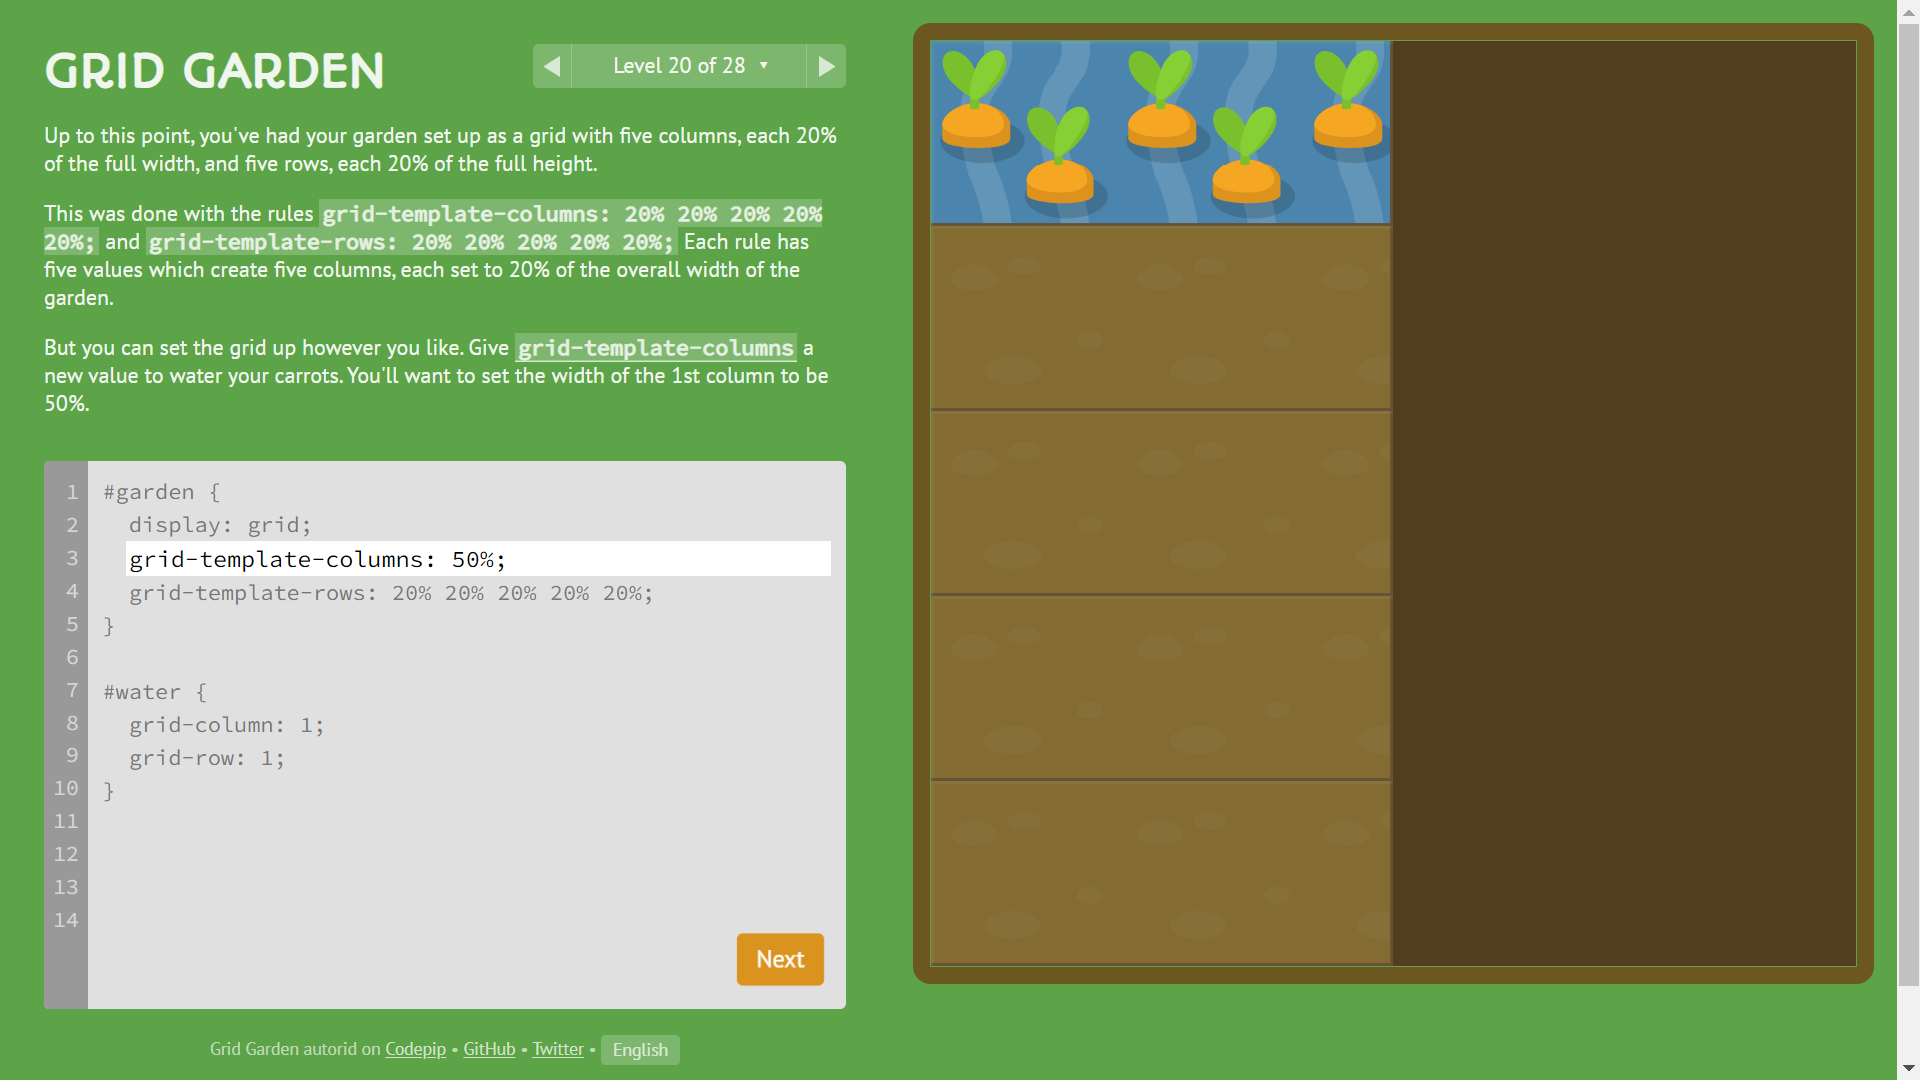 GRID GARDEN
Level 20 of 28 ▼
Up to this point, you've had your garden set up as a grid with five columns, each 20%
of the full width, and five rows, each 20% of the full height.
This was done with the rules grid-template-columns: 20% 20% 20% 20%
20%; and grid-template-rows: 20% 20% 20% 20% 20%; Each rule has
five values which create five columns, each set to 20% of the overall width of the
garden.
But you can set the grid up however you like. Give grid-template-columns a
new value to water your carrots. You'll want to set the width of the 1st column to be
50%.
1 #garden {
2 display: grid;
3 grid-template-columns: 50%;
4 grid-template-rows: 20% 20% 20% 20% 20%;
5 }
6
7 #water {
8 grid-column: 1;
9 grid-row: 1;
10 }
11
12
13
14
Next
Grid Garden autorid on Codepip • GitHub • Twitter • English